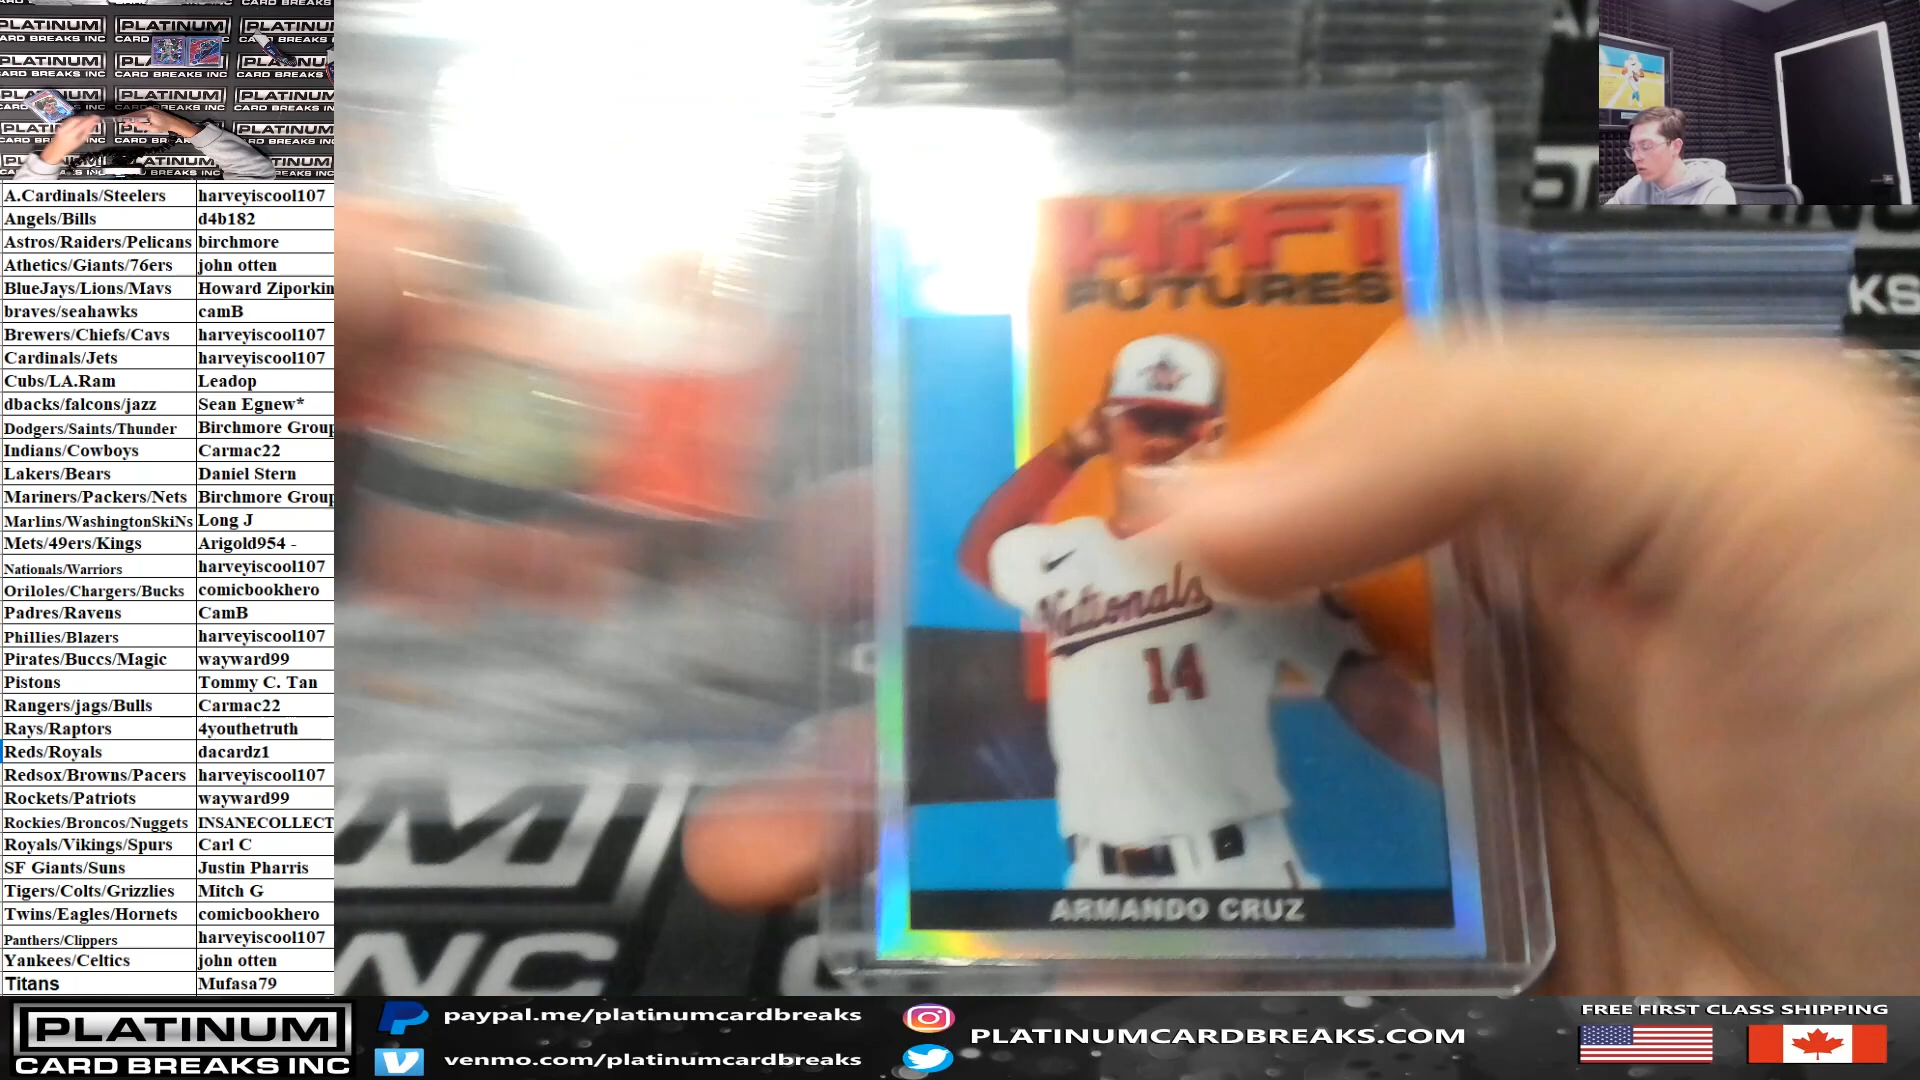 PLATINUM
CARD BREAKS INC
A.Cardinals/Steelers harveyiscool107
Angels/Bills d4b182
Astros/Raiders/Pelicans birchmore
Athetics/Giants/76ers john otten
BlueJays/Lions/Mavs Howard Ziporkin
braves/seahawks camB
Brewers/Chiefs/Cavs harveyiscool107
Cardinals/Jets harveyiscool107
Cubs/LA.Ram Leadop
dbacks/falcons/jazz Sean Egnew*
Dodgers/Saints/Thunder Birchmore Group
Indians/Cowboys Carmac22
Lakers/Bears Daniel Stern
Mariners/Packers/Nets Birchmore Group
Marlins/WashingtonSkiNs Long J
Mets/49ers/Kings Arigold954 -
Nationals/Warriors harveyiscool107
Oriloles/Chargers/Bucks comicbookhero
Padres/Ravens CamB
Phillies/Blazers harveyiscool107
Pirates/Buccs/Magic wayward99
Pistons Tommy C. Tan
Rangers/jags/Bulls Carmac22
Rays/Raptors 4youthetruth
Reds/Royals dacardz1
Redsox/Browns/Pacers harveyiscool107
Rockets/Patriots wayward99
Rockies/Broncos/Nuggets INSANECOLLECT
Royals/Vikings/Spurs Carl C
SF Giants/Suns Justin Pharris
Tigers/Colts/Grizzlies Mitch G
Twins/Eagles/Hornets comicbookhero
Panthers/Clippers harveyiscool107
Yankees/Celtics john otten
Titans Mufasa79
Hi-Fi
FUTURES
Nationals
14
ARMANDO CRUZ
PLATINUM
CARD BREAKS INC
paypal.me/platinumcardbreaks
venmo.com/platinumcardbreaks
PLATINUMCARDBREAKS.COM
FREE FIRST CLASS SHIPPING